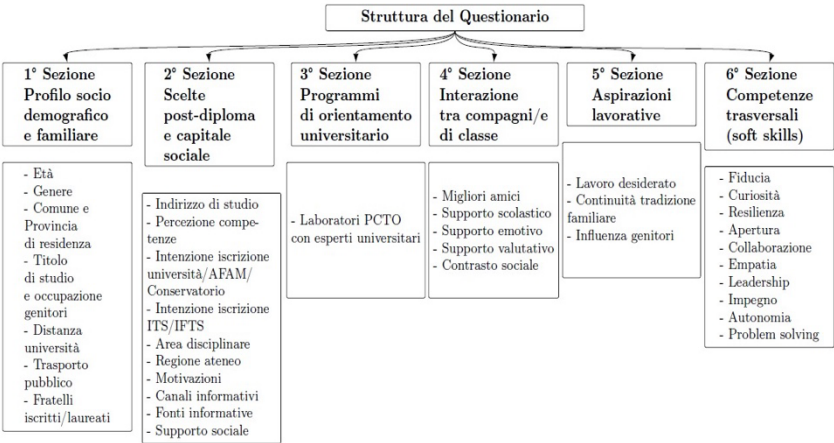 Struttura del Questionario
1° Sezione
Profilo socio
demografico
e familiare
- Età
- Genere
- Comune e
Provincia
di residenza
- Titolo
di studio
e occupazione
genitori
- Distanza
università
- Trasporto
pubblico
- Fratelli
iscritti/laureati
2° Sezione
Scelte
post-diploma
e capitale
sociale
- Indirizzo di studio
- Percezione compe-
tenze
- Intenzione iscrizione
università/AFAM/
Conservatorio
- Intenzione iscrizione
ITS/IFTS
- Area disciplinare
- Regione ateneo
- Motivazioni
- Canali informativi
- Fonti informative
- Supporto sociale
3° Sezione
Programmi
di orientamento
universitario
- Laboratori PCTO
con esperti universitari
4° Sezione
Interazione
tra compagni/e
di classe
- Migliori amici
- Supporto scolastico
- Supporto emotivo
- Supporto valutativo
- Contrasto sociale
5° Sezione
Aspirazioni
lavorative
- Lavoro desiderato
- Continuità tradizione
familiare
- Influenza genitori
6° Sezione
Competenze
trasversali
(soft skills)
- Fiducia
- Curiosità
- Resilienza
- Apertura
- Collaborazione
- Empatia
- Leadership
- Impegno
- Autonomia
- Problem solving